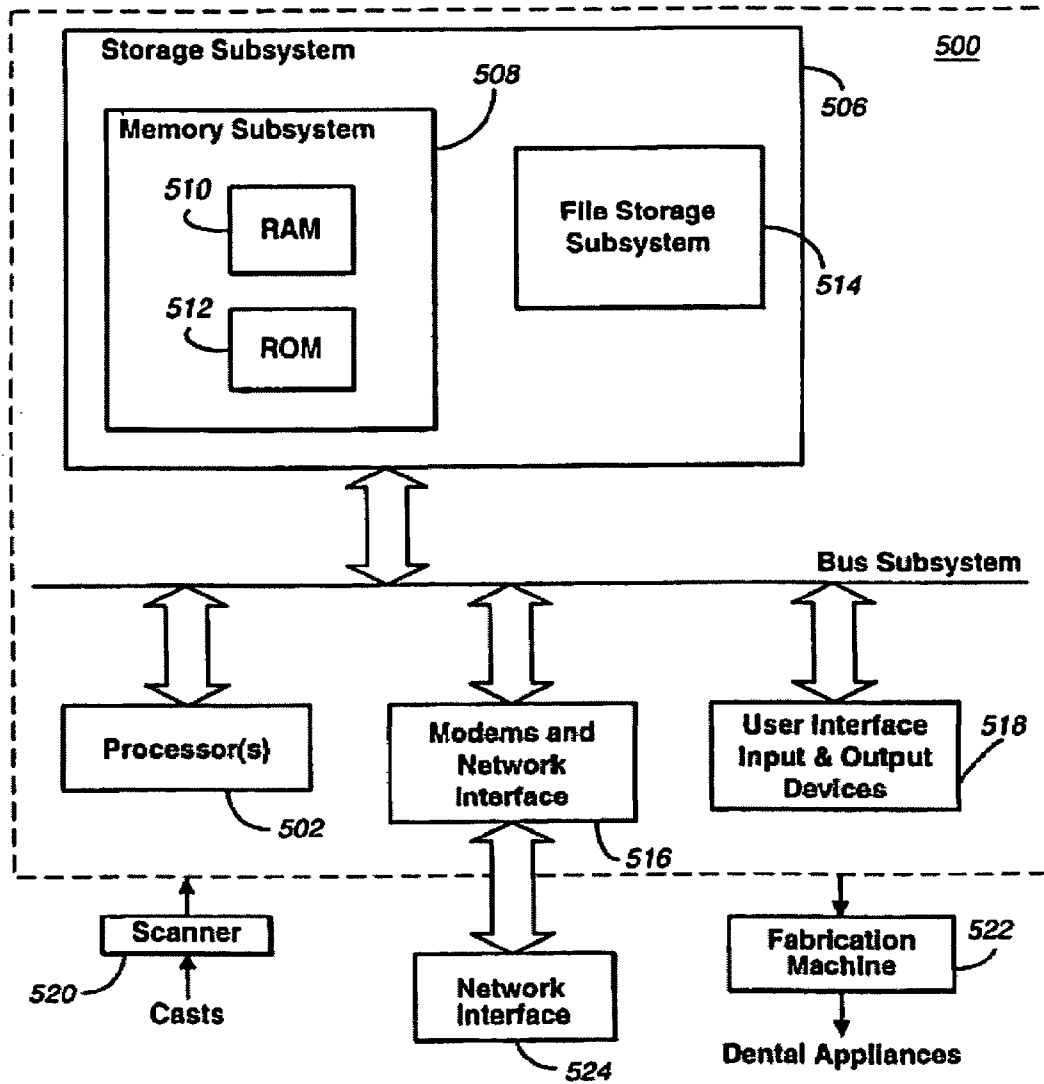 500
Storage Subsystem
508
506
Memory Subsystem
510
RAM
File Storage
Subsystem
514
512
ROM
Bus Subsystem
Processor(s)
502
Modems and
Network
Interface
516
User Interface
Input & Output
Devices
518
Scanner
520
Casts
Network
Interface
524
Fabrication
Machine
522
Dental Appliances